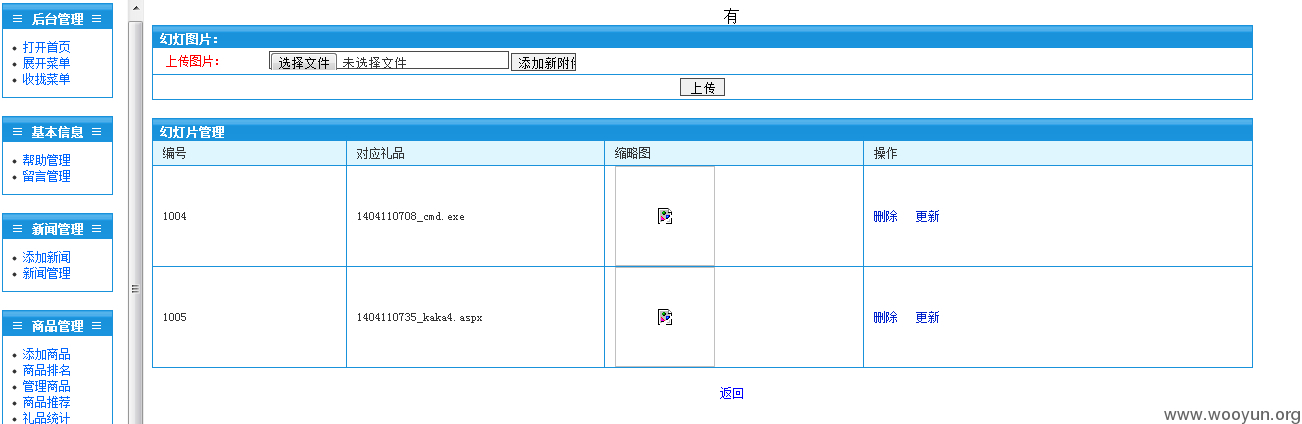 有
后台管理
打开首页
展开菜单
收拢菜单
基本信息
帮助管理
留言管理
新闻管理
添加新闻
新闻管理
商品管理
添加商品
商品排名
管理商品
商品推荐
礼品统计
幻灯图片：
上传图片： 选择文件 未选择文件 添加新附件
上传
幻灯片管理
编号 对应礼品 缩略图 操作
1004 1404110708_cmd.exe 删除 更新
1005 1404110735_kaka4.aspx 删除 更新
返回
www.wooyun.org